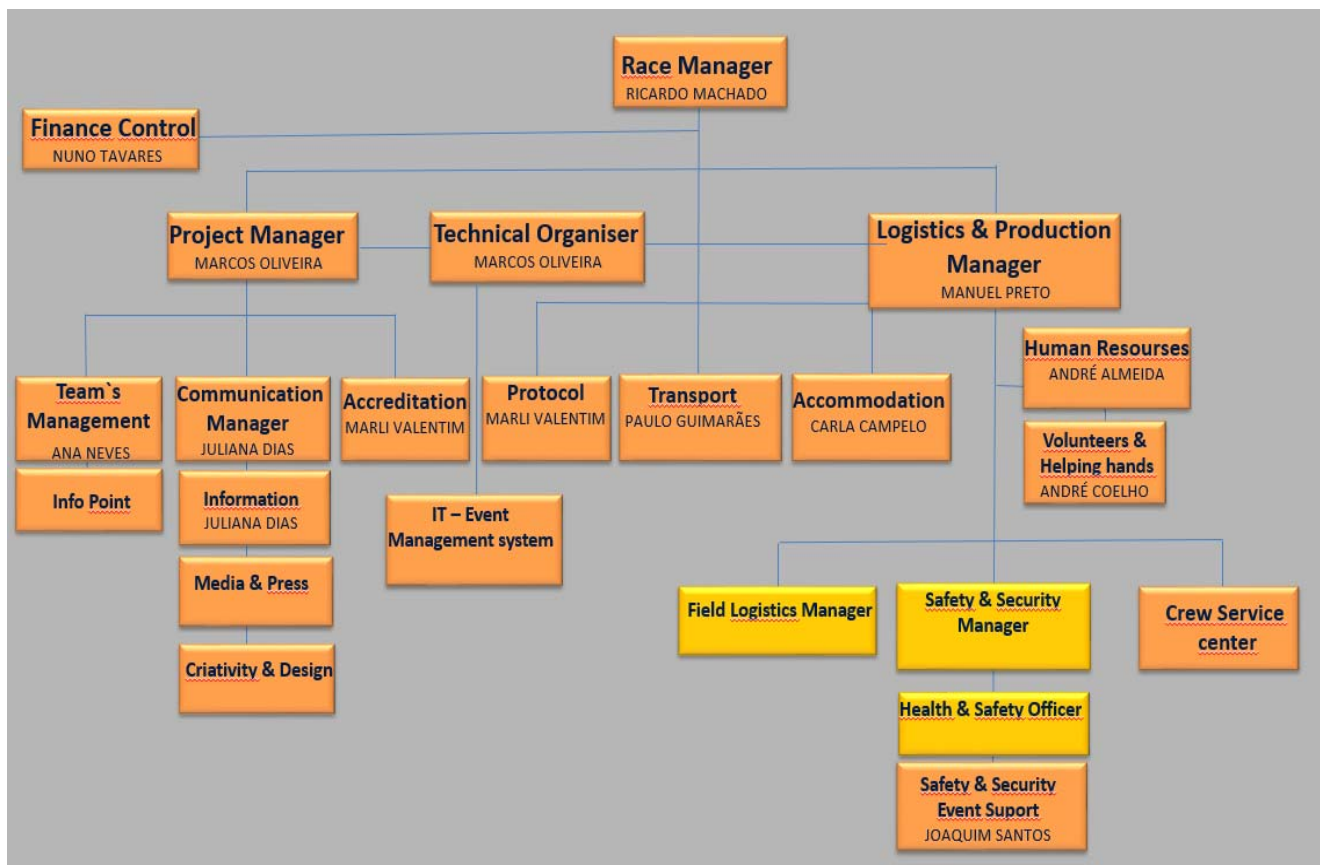 Race Manager
RICARDO MACHADO
Finance Control
NUNO TAVARES
Project Manager
MARCOS OLIVEIRA
Technical Organiser
MARCOS OLIVEIRA
Logistics & Production
Manager
MANUEL PRETO
Human Resourses
ANDRÉ ALMEIDA
Volunteers &
Helping hands
ANDRÉ COELHO
Team`s
Management
ANA NEVES
Info Point
Communication
Manager
JULIANA DIAS
Information
JULIANA DIAS
Media & Press
Criativity & Design
Accreditation
MARLI VALENTIM
Protocol
MARLI VALENTIM
Transport
PAULO GUIMARÃES
Accommodation
CARLA CAMPELO
IT – Event
Management system
Field Logistics Manager
Safety & Security
Manager
Crew Service
center
Health & Safety Officer
Safety & Security
Event Suport
JOAQUIM SANTOS